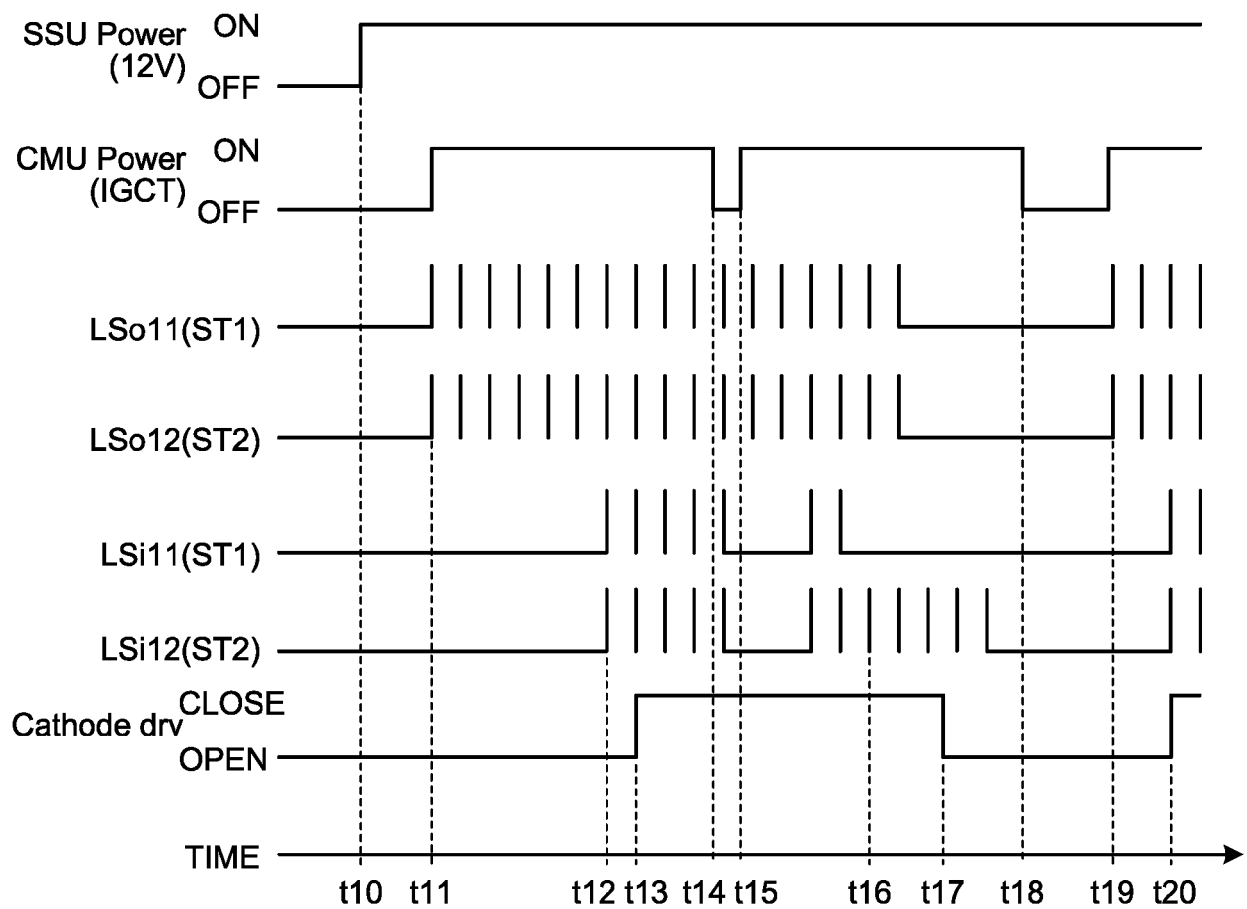 SSU Power ON
(12V)
OFF
CMU Power ON
(IGCT)
OFF
LSo11(ST1)
LSo12(ST2)
LSi11(ST1)
LSi12(ST2)
CLOSE
Cathode drv
OPEN
TIME
t10 t11 t12 t13 t14 t15 t16 t17 t18 t19 t20